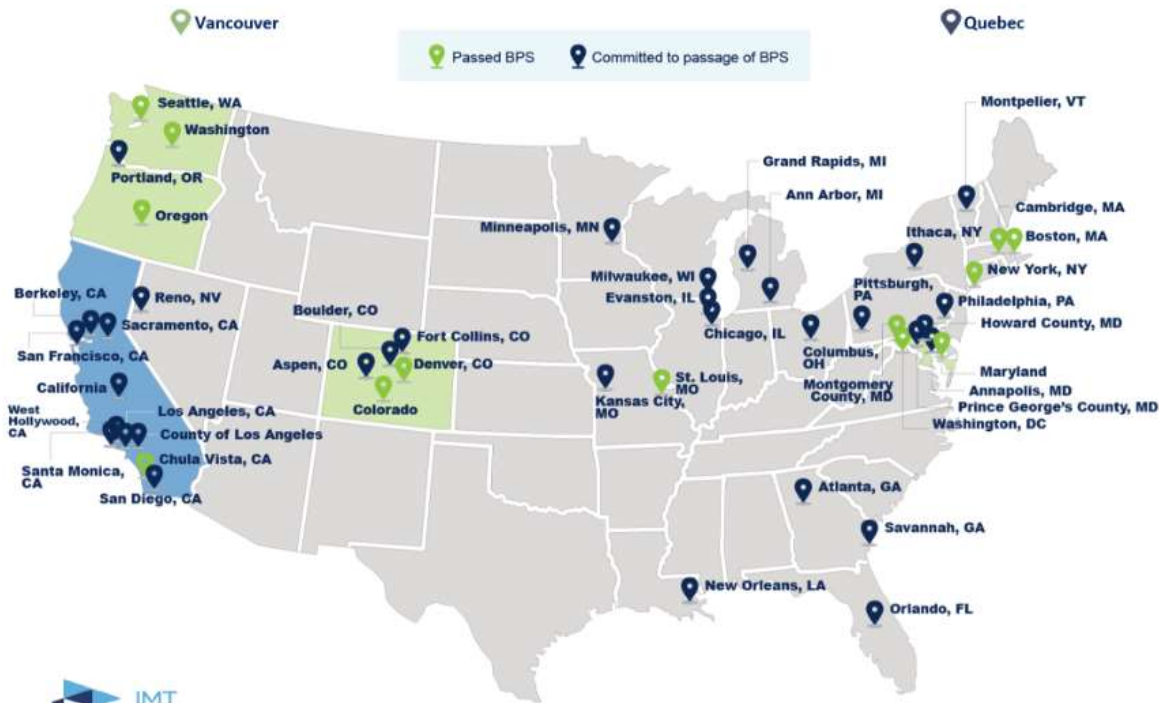 Vancouver
Quebec
Passed BPS
Committed to passage of BPS
Seattle, WA
Washington
Portland, OR
Oregon
Montpelier, VT
Grand Rapids, MI
Ann Arbor, MI
Minneapolis, MN
Cambridge, MA
Ithaca, NY
Boston, MA
Milwaukee, WI
New York, NY
Berkeley, CA
Reno, NV
Boulder, CO
Evanston, IL
Pittsburgh,
PA
Philadelphia, PA
Sacramento, CA
Fort Collins, CO
Chicago, IL
Howard County, MD
San Francisco, CA
Aspen, CO
Denver, CO
Columbus,
OH
Maryland
California
St. Louis,
MO
Montgomery
County, MD
Annapolis, MD
Colorado
Kansas City,
MO
Prince George's County, MD
West
Hollywood,
CA
Los Angeles, CA
Washington, DC
County of Los Angeles
Chula Vista, CA
Santa Monica,
CA
San Diego, CA
Atlanta, GA
Savannah, GA
New Orleans, LA
Orlando, FL
IMT